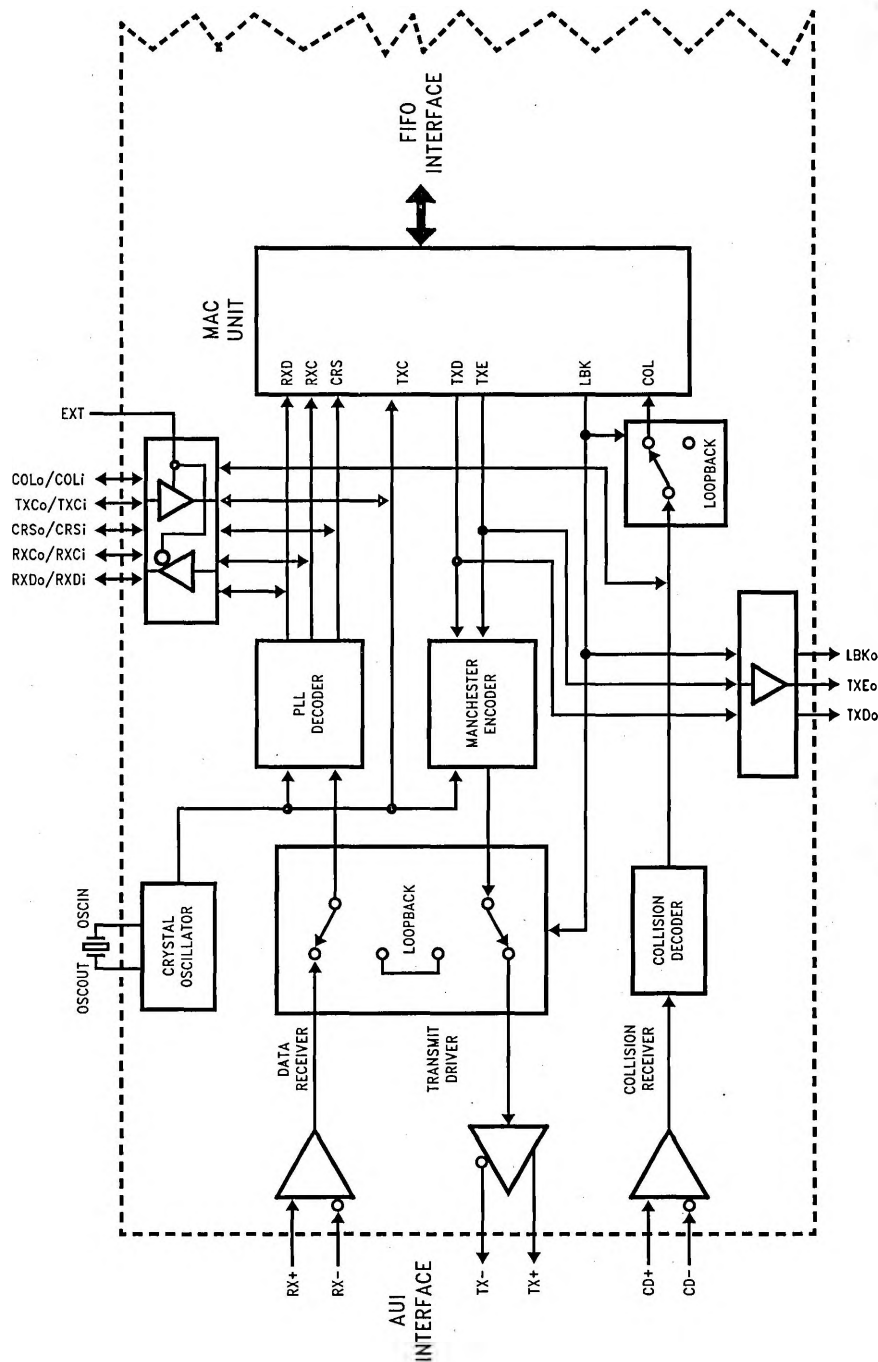 EXT
COLo/COLi
TXCo/TXCi
CRSo/CRSi
RXCo/RXCi
RXDo/RXDi
OSCOUT
OSCIN
CRYSTAL
OSCILLATOR
PLL
DECODER
MANCHESTER
ENCODER
MAC
UNIT
RXD
RXC
CRS
TXC
TXD
TXE
LBK
COL
FIFO
INTERFACE
LOOPBACK
LOOPBACK
DATA
RECEIVER
TRANSMIT
DRIVER
COLLISION
RECEIVER
COLLISION
DECODER
LBKo
TXEo
TXDo
RX+
RX-
TX-
TX+
CD+
CD-
AUI
INTERFACE